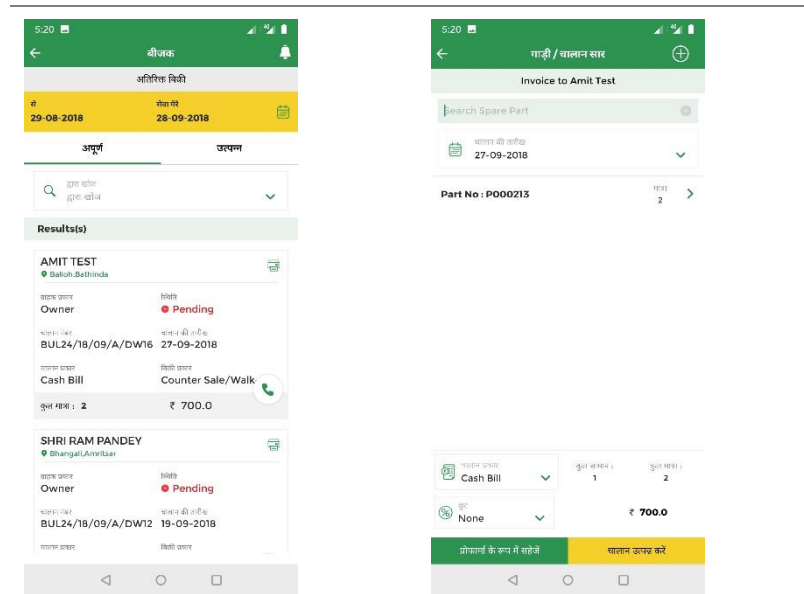 5:20
बीजक
अतिरिक्त बिक्री
से
29-08-2018
28-09-2018
अपूर्ण
उत्पन्न
द्वारा खोज
द्वारा खोज
Results(s)
AMIT TEST
Balloh,Bathinda
ग्राहक प्रकार
स्थिति
Owner
Pending
चालान नंबर
चालान की तारीख
BUL24/18/09/A/DW16
27-09-2018
चालान प्रकार
बिक्री प्रकार
Cash Bill
Counter Sale/Walk-
कुल मात्रा : 2
₹ 700.0
SHRI RAM PANDEY
Bhangali,Amritsar
ग्राहक प्रकार
स्थिति
Owner
Pending
चालान नंबर
चालान की तारीख
BUL24/18/09/A/DW12
19-09-2018
चालान प्रकार
बिक्री प्रकार
5:20
गाड़ी / चालान सार
Invoice to Amit Test
Search Spare Part
चालान की तारीख
27-09-2018
Part No : P000213
मात्रा
2
चालान प्रकार
Cash Bill
कुल सामान :
1
कुल मात्रा :
2
छूट
None
₹ 700.0
प्रोफार्मा के रूप में सहेजें
चालान उत्पन्न करें